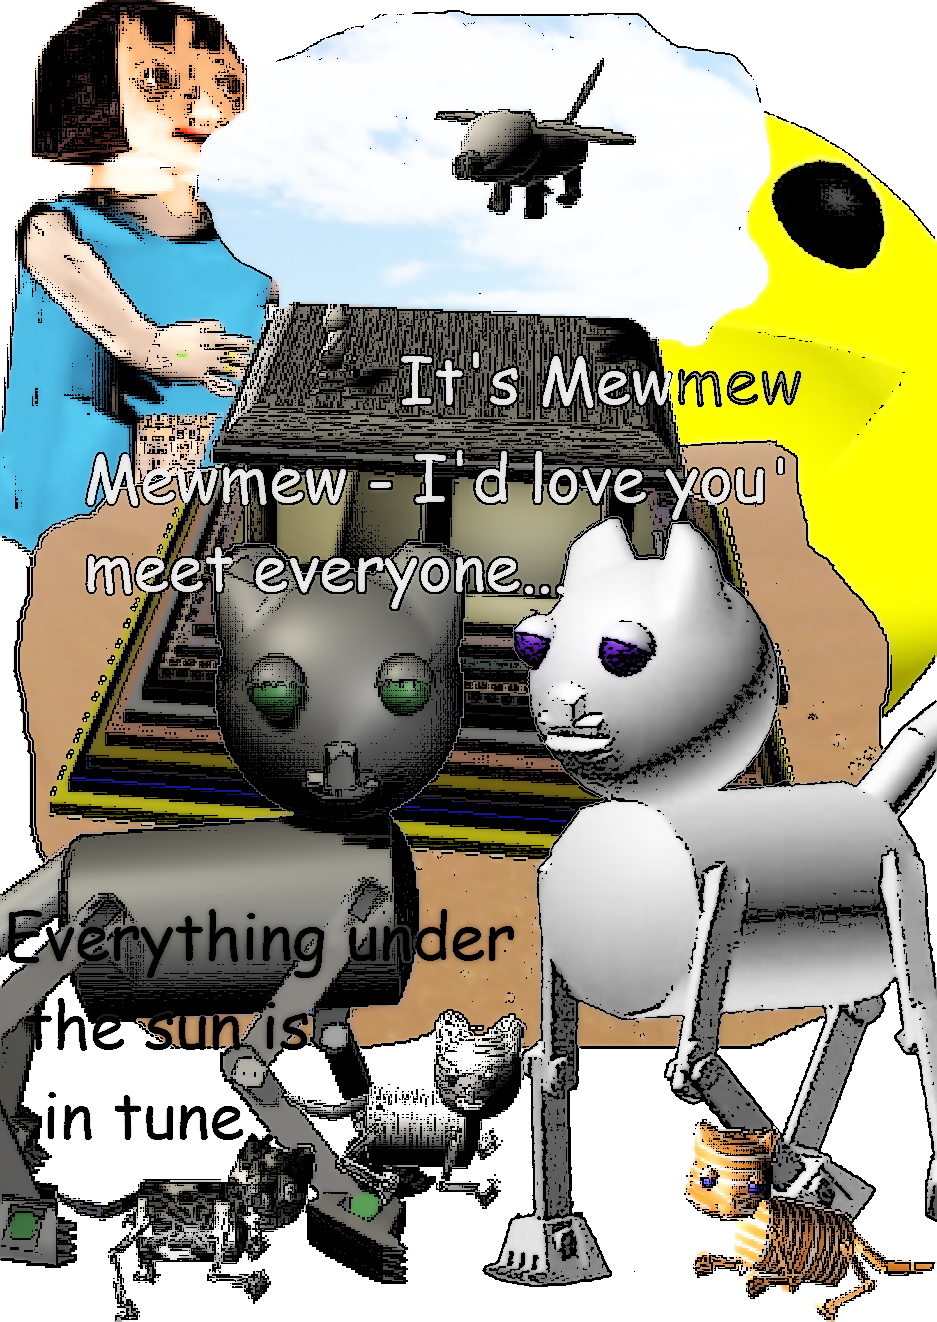 It's Mewmew
Mewmew - I'd love you'
meet everyone...
Everything under
the sun is
in tune.